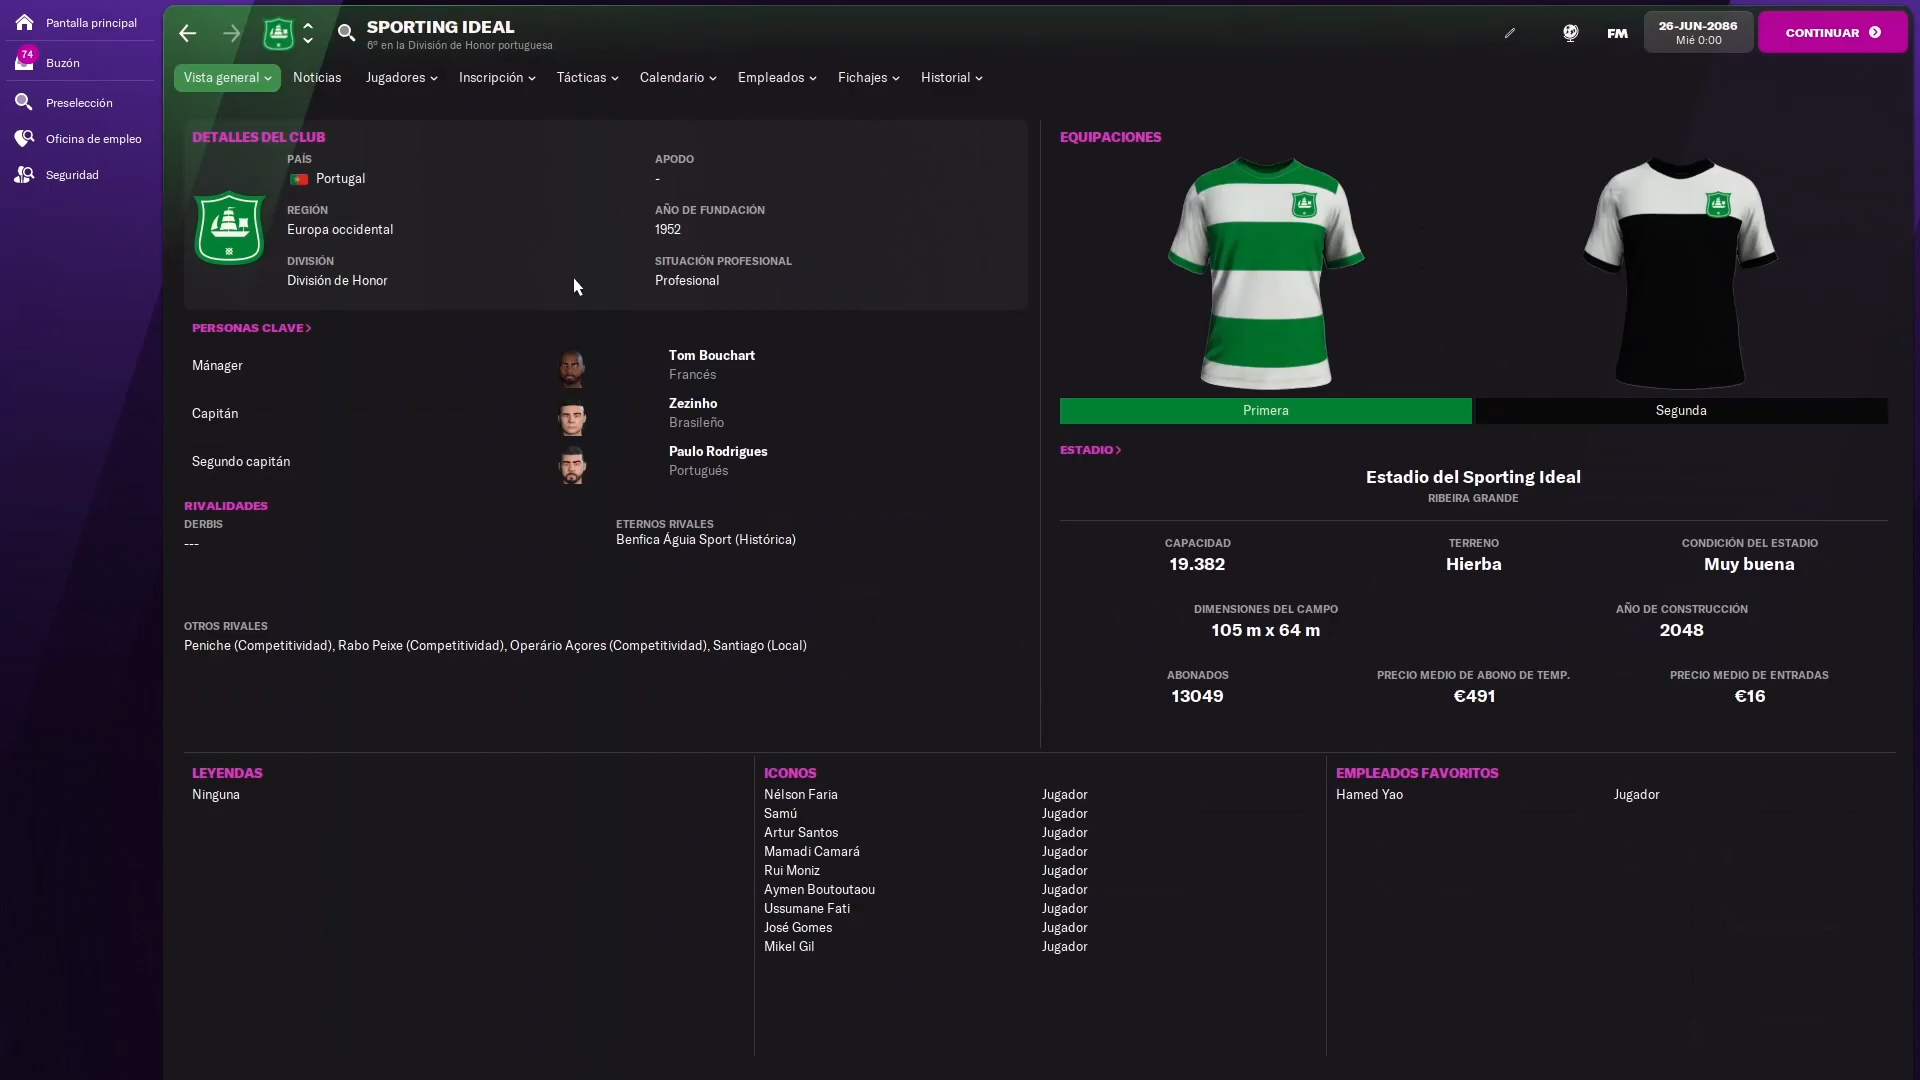 Pantalla principal
74
Buzón
Preselección
Oficina de empleo
Seguridad
SPORTING IDEAL
6º en la División de Honor portuguesa
FM
26-JUN-2086
Mié 0:00
CONTINUAR
Vista general
Noticias
Jugadores
Inscripción
Tácticas
Calendario
Empleados
Fichajes
Historial
DETALLES DEL CLUB
PAÍS
Portugal
APODO
-
REGIÓN
Europa occidental
AÑO DE FUNDACIÓN
1952
DIVISIÓN
División de Honor
SITUACIÓN PROFESIONAL
Profesional
PERSONAS CLAVE
Mánager
Tom Bouchart
Francés
Capitán
Zezinho
Brasileño
Segundo capitán
Paulo Rodrigues
Portugués
RIVALIDADES
DERBIS
---
ETERNOS RIVALES
Benfica Águia Sport (Histórica)
OTROS RIVALES
Peniche (Competitividad), Rabo Peixe (Competitividad), Operário Açores (Competitividad), Santiago (Local)
EQUIPACIONES
Primera
Segunda
ESTADIO
Estadio del Sporting Ideal
RIBEIRA GRANDE
CAPACIDAD
19.382
TERRENO
Hierba
CONDICIÓN DEL ESTADIO
Muy buena
DIMENSIONES DEL CAMPO
105 m x 64 m
AÑO DE CONSTRUCCIÓN
2048
ABONADOS
13049
PRECIO MEDIO DE ABONO DE TEMP.
€491
PRECIO MEDIO DE ENTRADAS
€16
LEYENDAS
Ninguna
ICONOS
Nélson Faria Jugador
Samú Jugador
Artur Santos Jugador
Mamadi Camará Jugador
Rui Moniz Jugador
Aymen Boutoutaou Jugador
Ussumane Fati Jugador
José Gomes Jugador
Mikel Gil Jugador
EMPLEADOS FAVORITOS
Hamed Yao Jugador